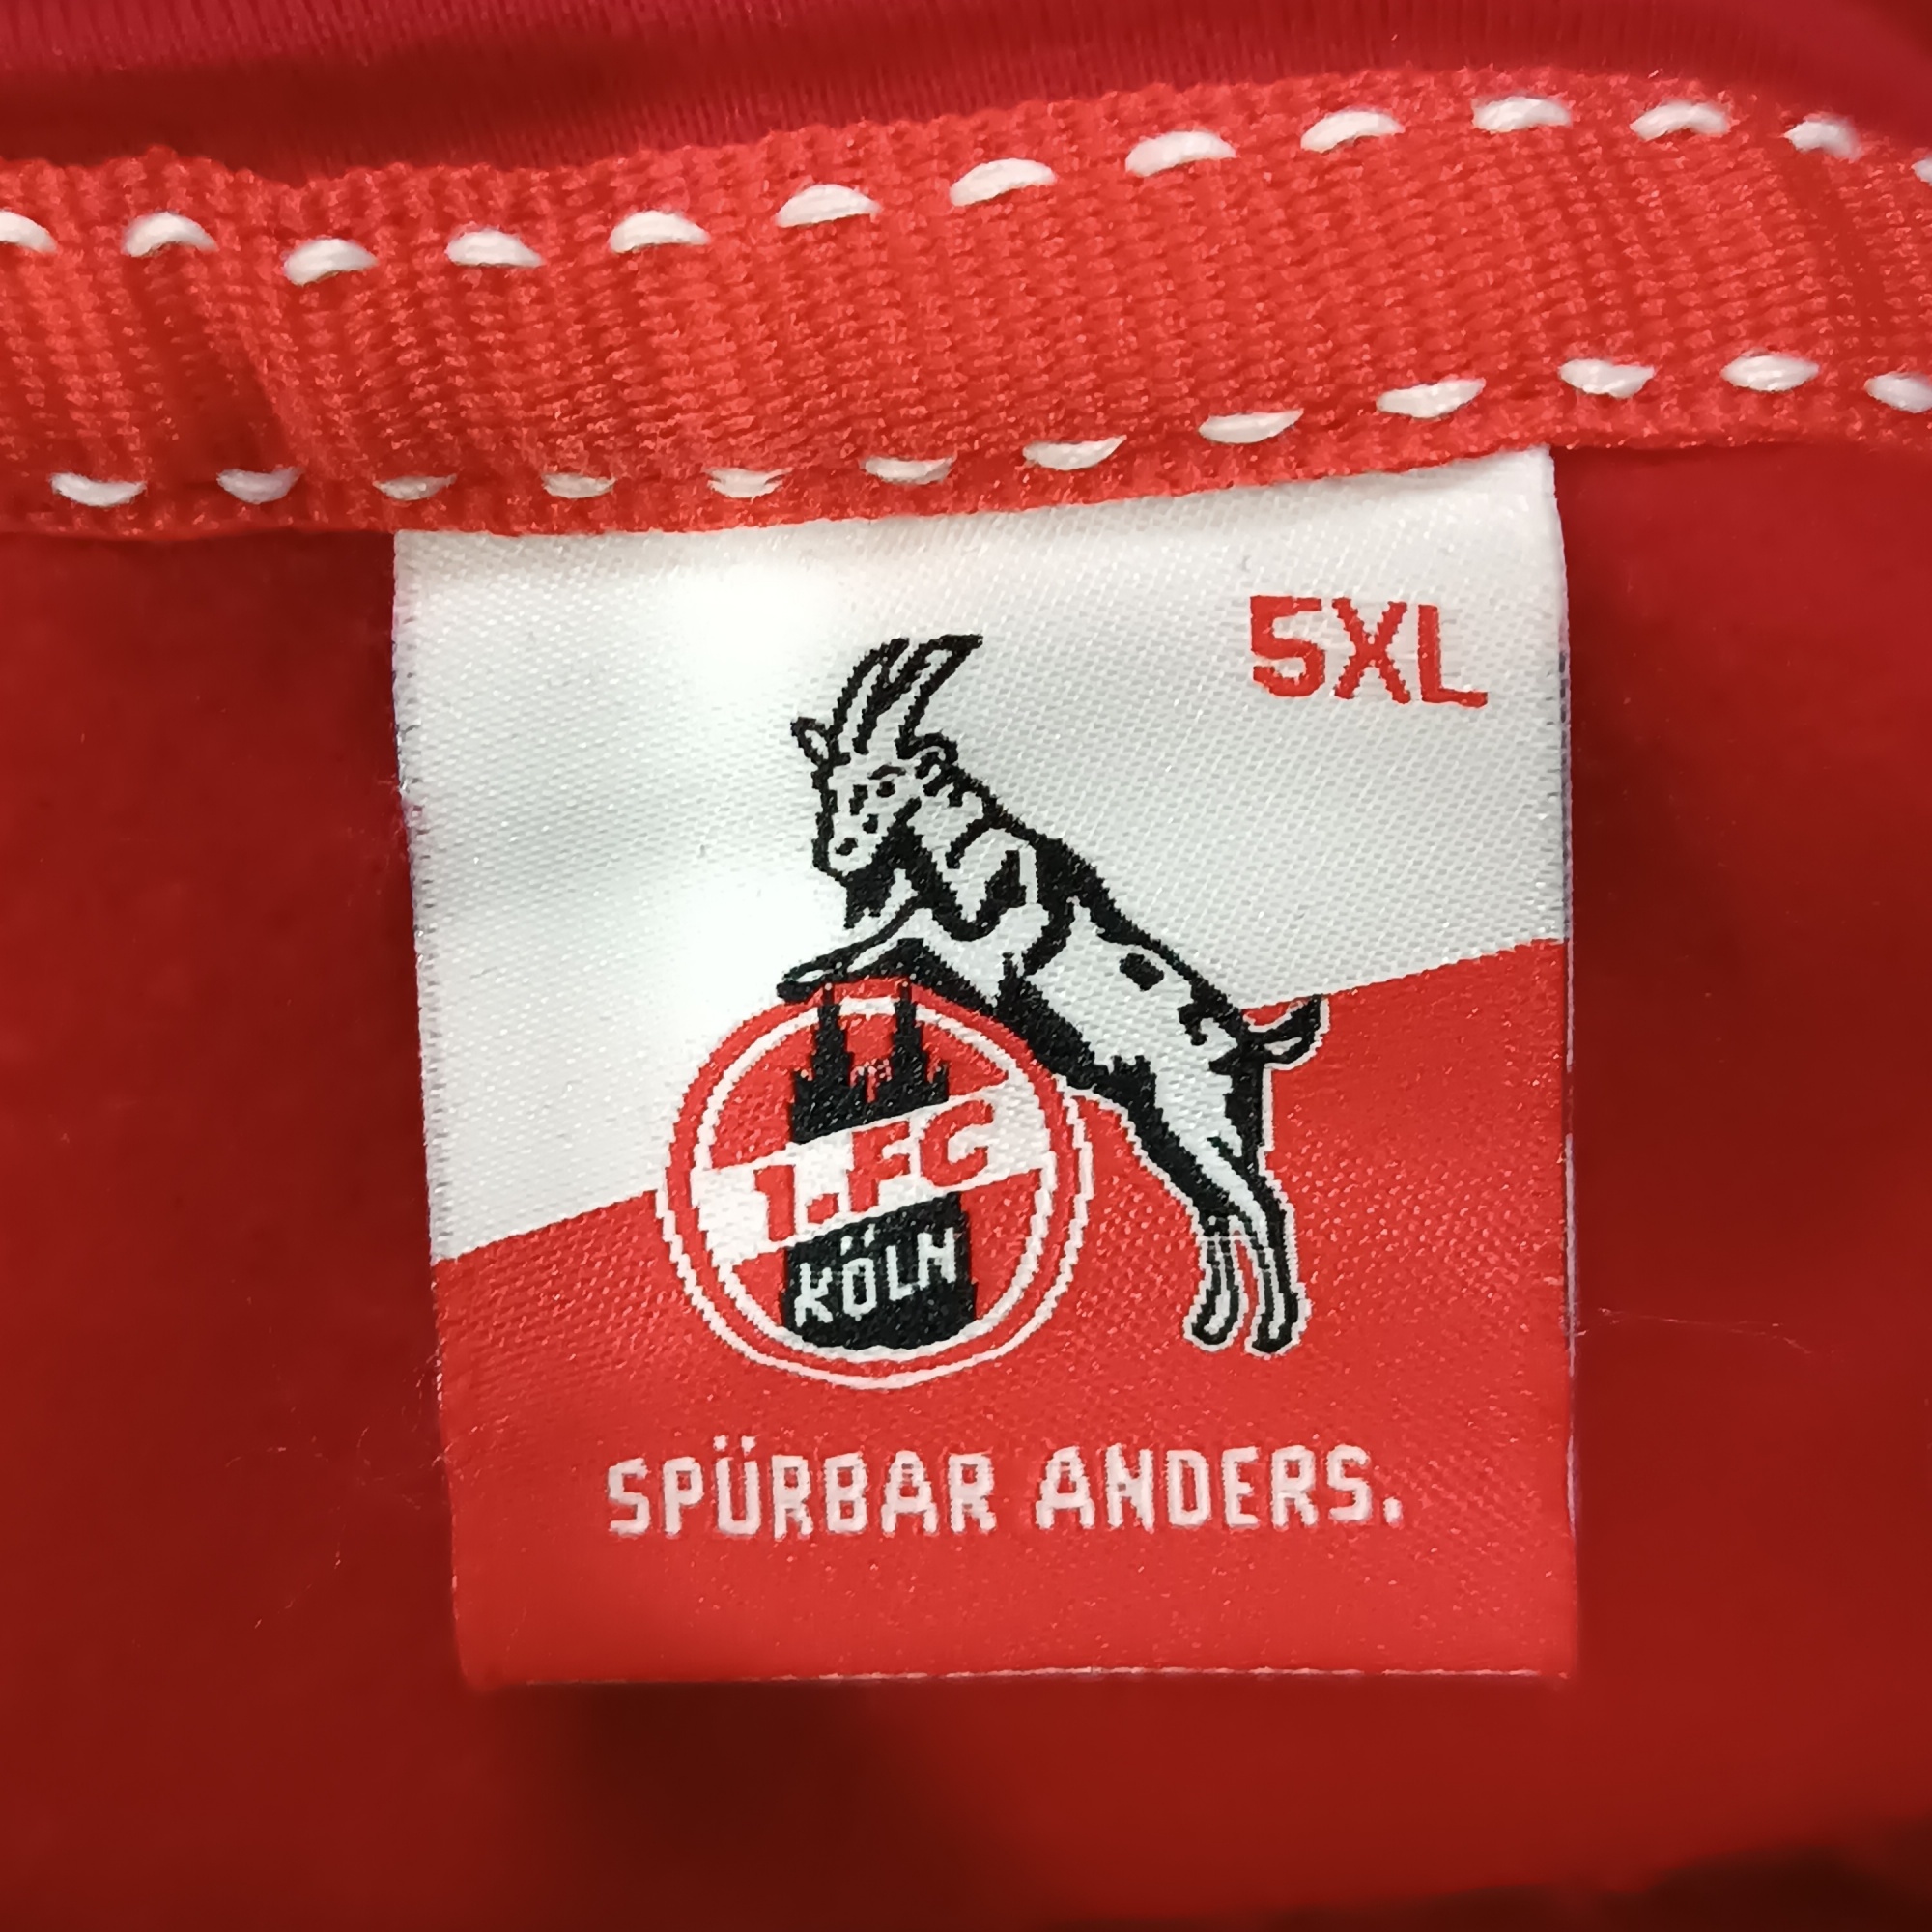 5XL
1.FC
KÖLN
SPÜRBAR ANDERS.